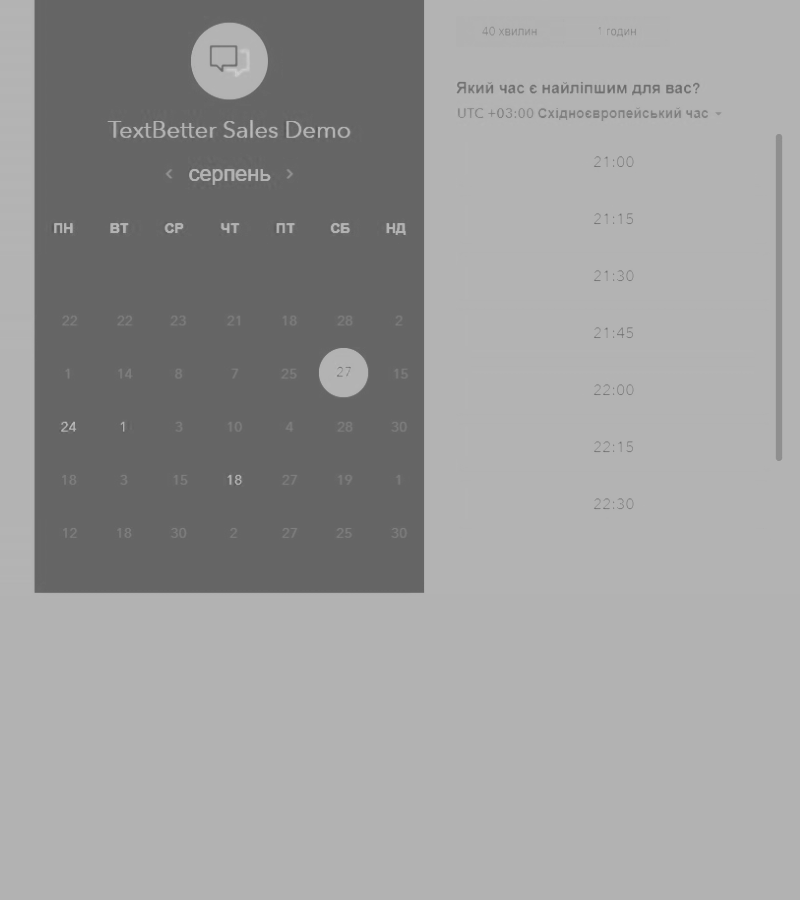 TextBetter Sales Demo
серпень
ПН ВТ СР ЧТ ПТ СБ НД
22 22 23 21 18 28 2
1 14 8 7 25 27 15
24 1 3 10 4 28 30
18 3 15 18 27 19 1
12 18 30 2 27 25 30
40 хвилин 1 годин
Який час є найліпшим для вас?
UTC +03:00 Східноєвропейський час
21:00
21:15
21:30
21:45
22:00
22:15
22:30